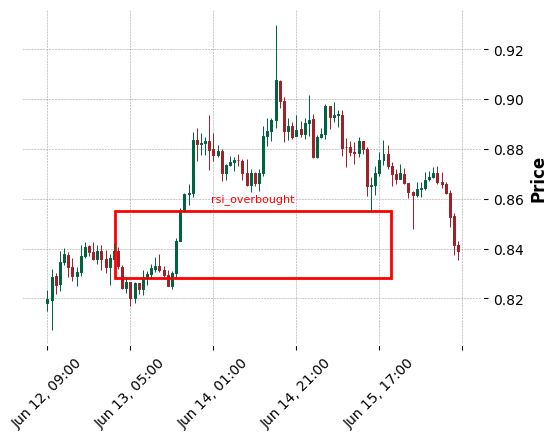 0.92
0.90
0.88
0.86
0.84
0.82
Price
rsi_overbought
Jun 12, 09:00
Jun 13, 05:00
Jun 14, 01:00
Jun 14, 21:00
Jun 15, 17:00